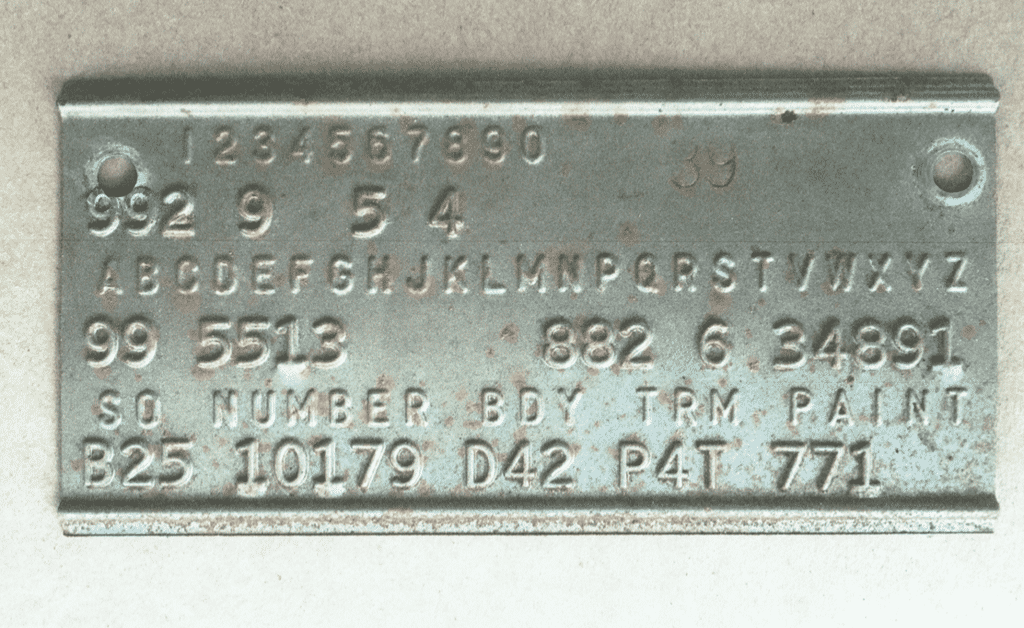 1234567890
39
992 9 5 4
ABCDEFGHJKLMNPQRSTVWXYZ
99 5513 882 6 34891
SO NUMBER BDY TRM PAINT
B25 10179 D42 P4T 771